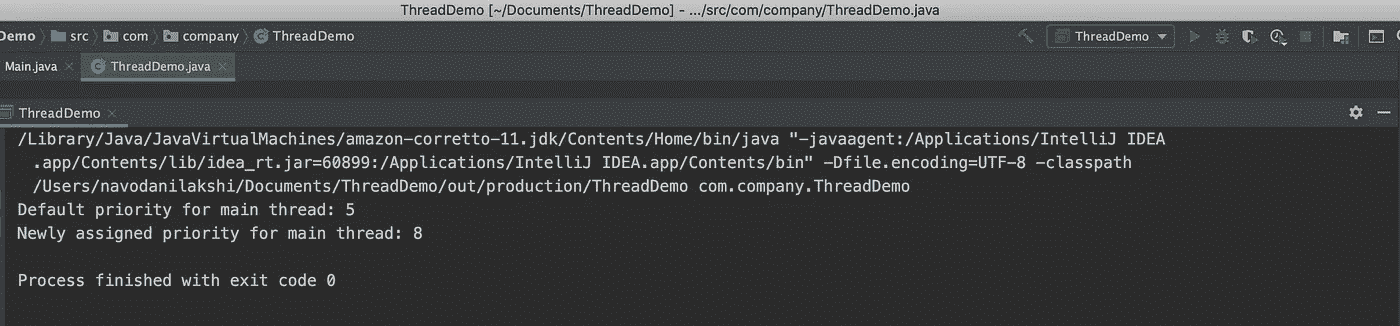 ThreadDemo [~/Documents/ThreadDemo] - .../src/com/company/ThreadDemo.java
Demo src com company ThreadDemo ThreadDemo
Main.java ThreadDemo.java
ThreadDemo
/Library/Java/JavaVirtualMachines/amazon-corretto-11.jdk/Contents/Home/bin/java "-javaagent:/Applications/IntelliJ IDEA
.app/Contents/lib/idea_rt.jar=60899:/Applications/IntelliJ IDEA.app/Contents/bin" -Dfile.encoding=UTF-8 -classpath
/Users/navodanilakshi/Documents/ThreadDemo/out/production/ThreadDemo com.company.ThreadDemo
Default priority for main thread: 5
Newly assigned priority for main thread: 8
Process finished with exit code 0